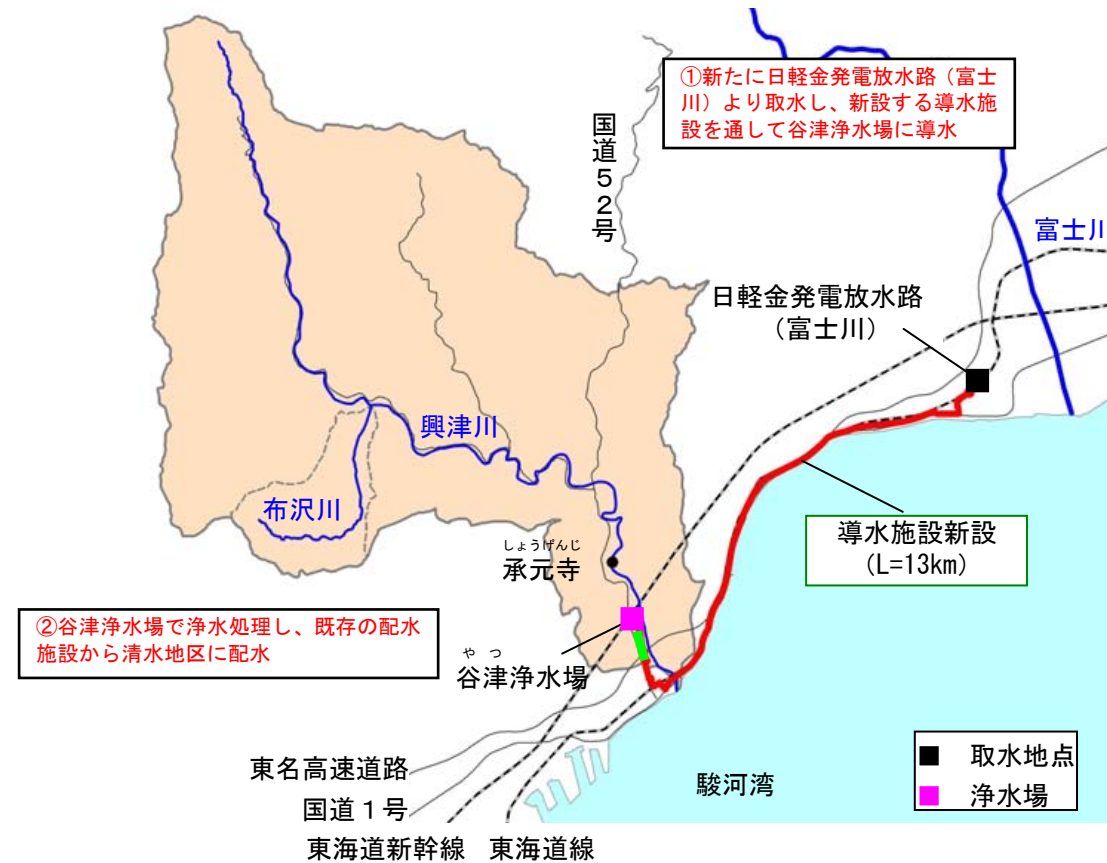 ①新たに日軽金発電放水路（富士
川）より取水し、新設する導水施
設を通して谷津浄水場に導水
国道５２号
富士川
日軽金発電放水路
（富士川）
興津川
布沢川
導水施設新設
(L=13km)
しょうげんじ
承元寺
②谷津浄水場で浄水処理し、既存の配水
施設から清水地区に配水
やつ
谷津浄水場
東名高速道路
国道１号
東海道新幹線
東海道線
駿河湾
取水地点
浄水場